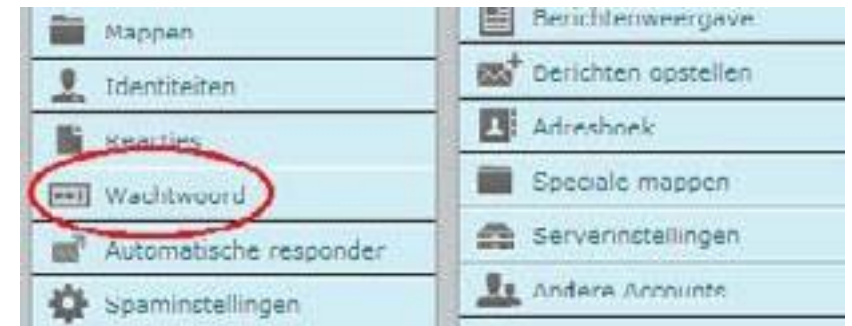 Mappen
Identiteiten
Reacties
Wachtwoord
Automatische responder
Spaminstellingen
Berichtenweergave
Berichten opstellen
Adresboek
Speciale mappen
Serverinstellingen
Andere Accounts